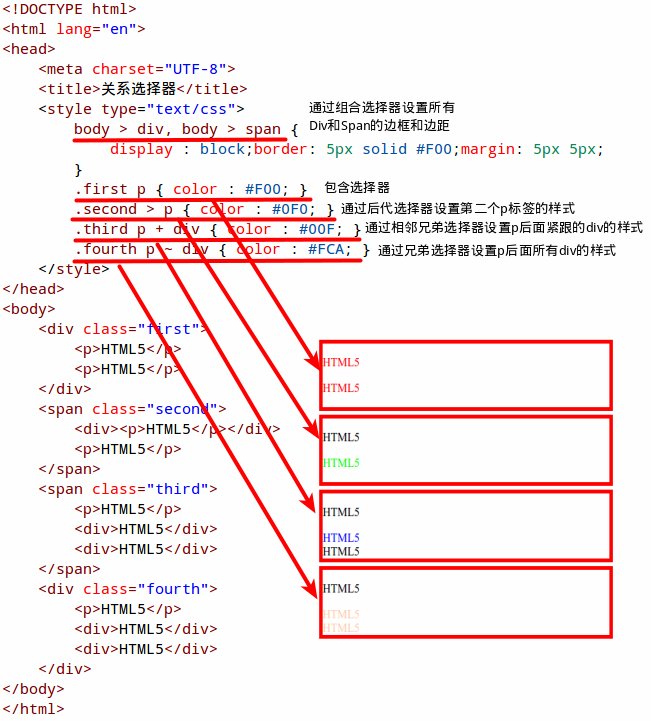 <!DOCTYPE html>
<html lang="en">
<head>
<meta charset="UTF-8">
<title>关系选择器</title>
<style type="text/css">
通过组合选择器设置所有
body > div, body > span {
Div和Span的边框和边距
display : block;border: 5px solid #F00;margin: 5px 5px;
}
.first p { color : #F00; }
包含选择器
.second > p { color : #0F0; }
通过后代选择器设置第二个p标签的样式
.third p + div { color : #00F; }
通过相邻兄弟选择器设置p后面紧跟的div的样式
.fourth p ~ div { color : #FCA; }
通过兄弟选择器设置p后面所有div的样式
</style>
</head>
<body>
<div class="first">
<p>HTML5</p>
<p>HTML5</p>
</div>
<span class="second">
<div><p>HTML5</p></div>
<p>HTML5</p>
</span>
<span class="third">
<p>HTML5</p>
<div>HTML5</div>
<div>HTML5</div>
</span>
<div class="fourth">
<p>HTML5</p>
<div>HTML5</div>
<div>HTML5</div>
</div>
</body>
</html>
HTML5
HTML5
HTML5
HTML5
HTML5
HTML5
HTML5
HTML5
HTML5
HTML5